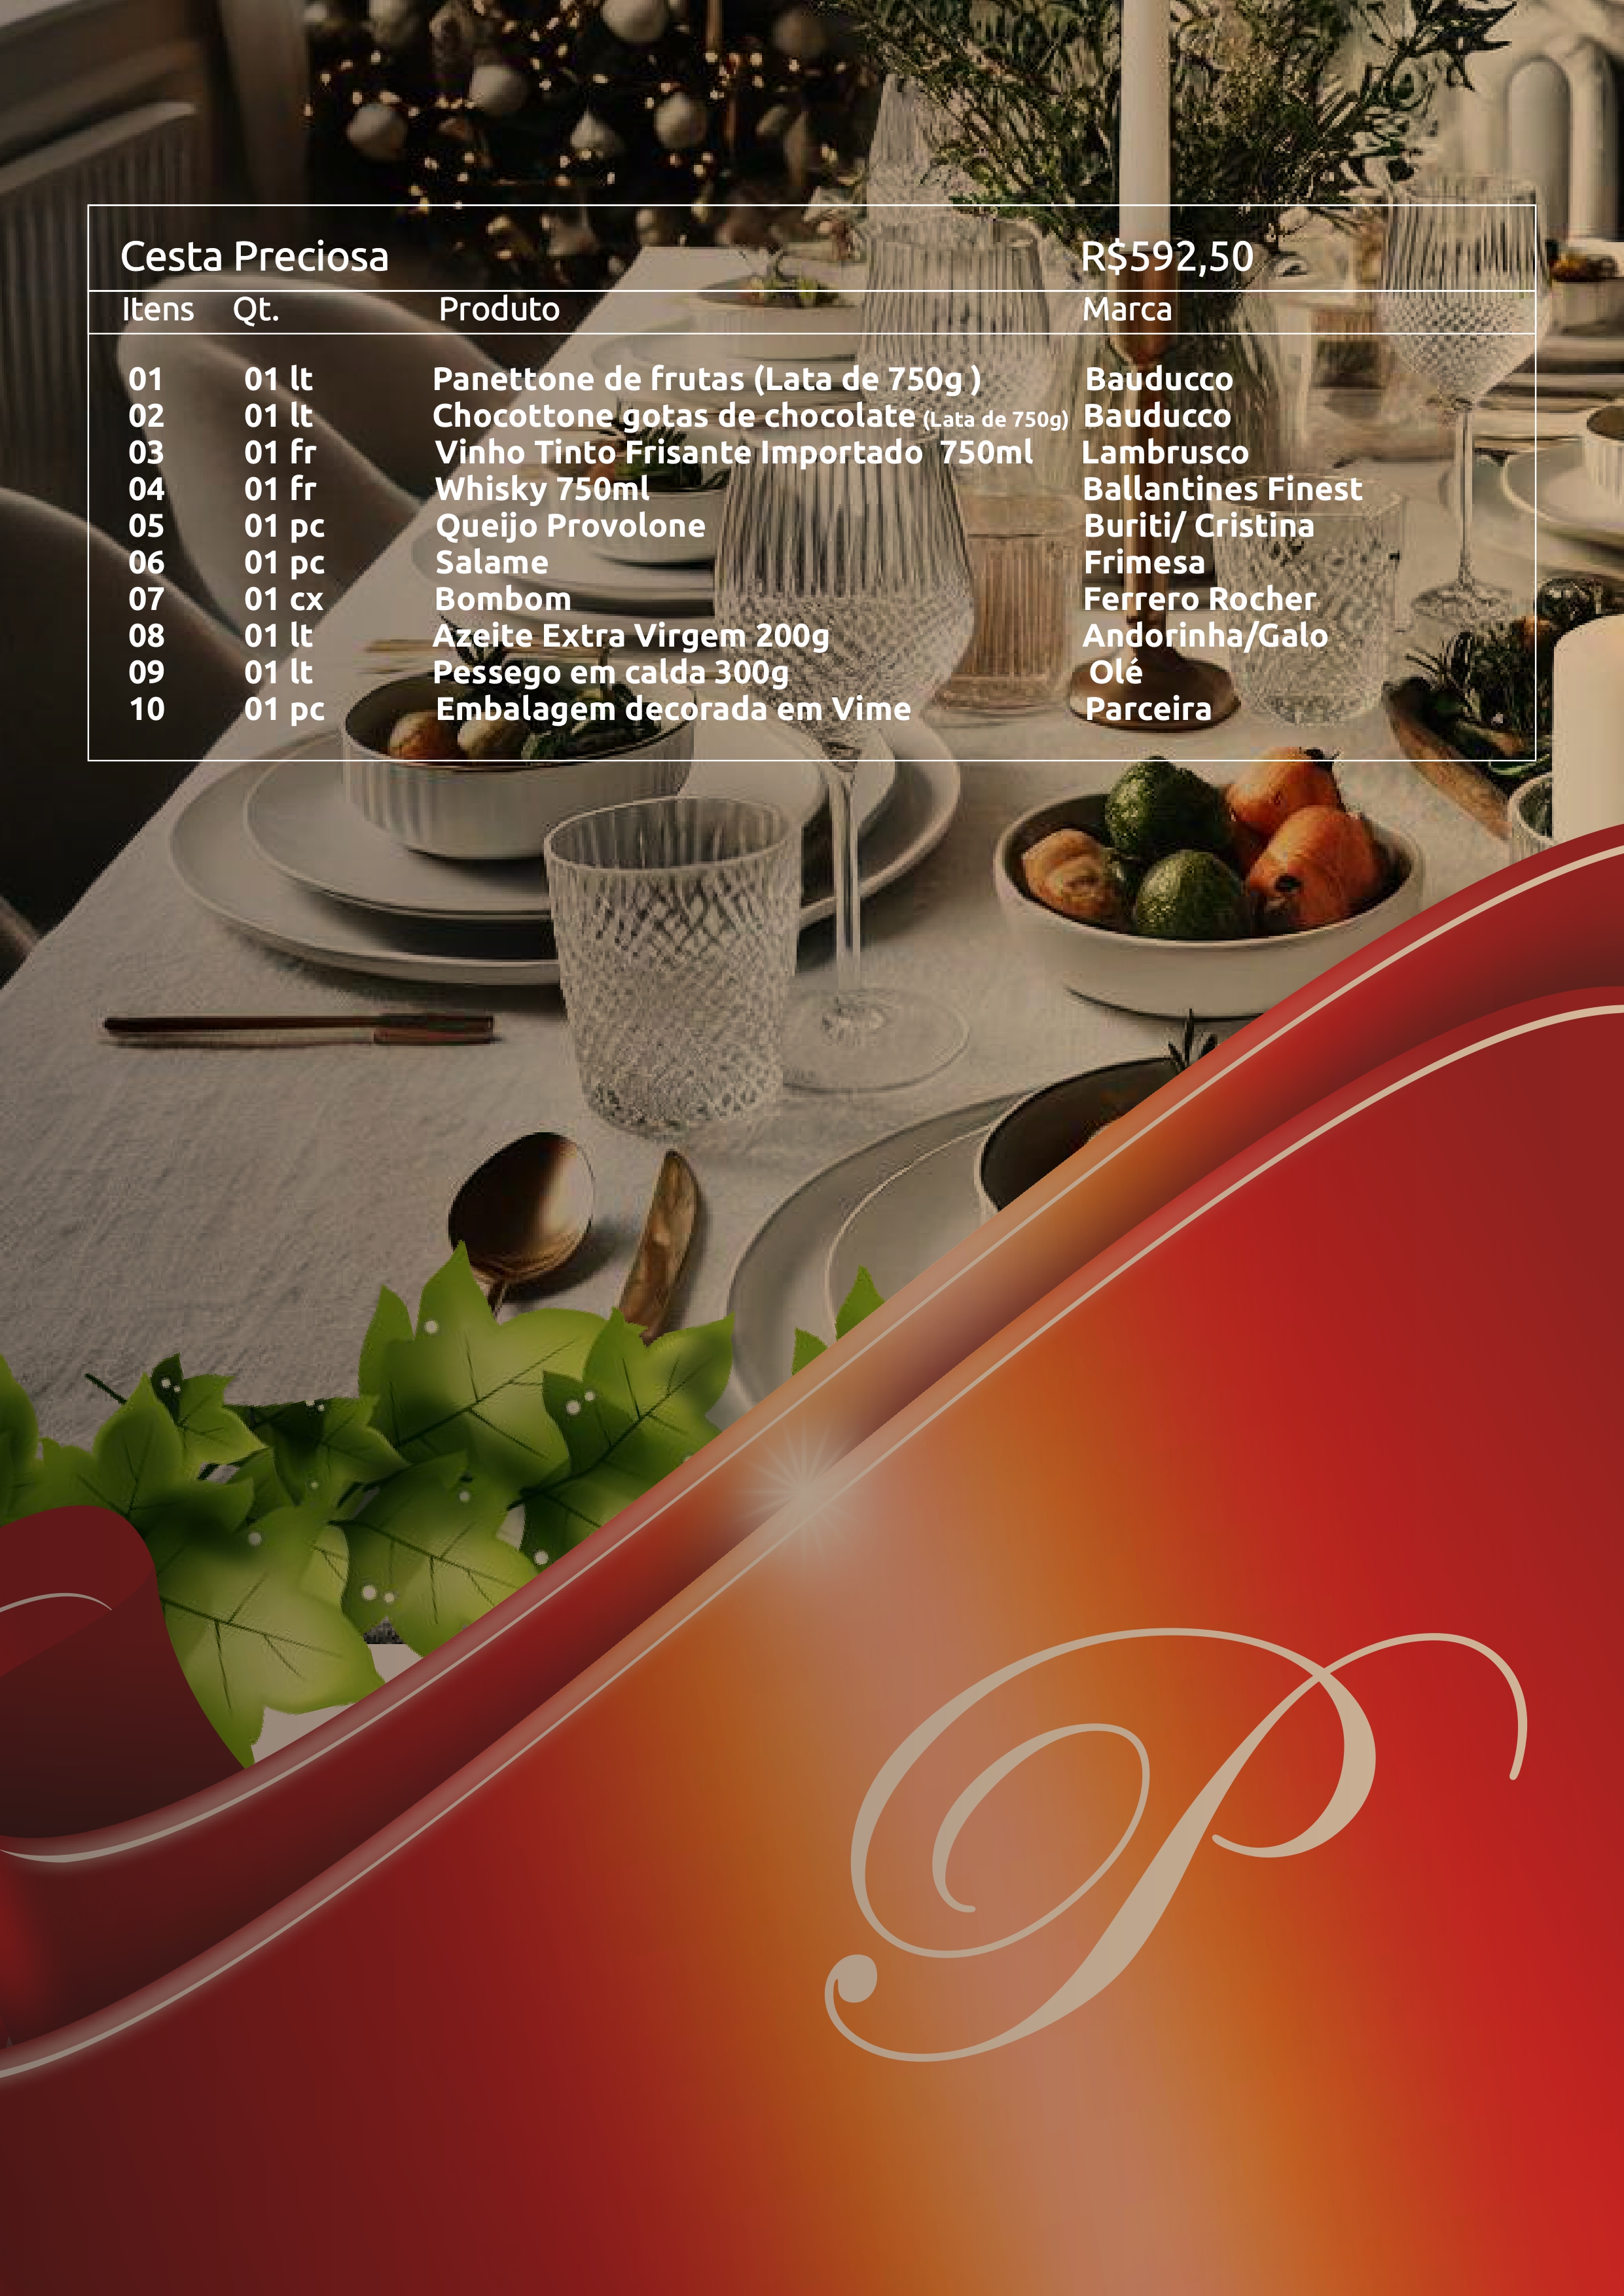 Cesta Preciosa R$592,50
Itens Qt. Produto Marca
01 01 lt Panettone de frutas (Lata de 750g ) Bauducco
02 01 lt Chocottone gotas de chocolate (Lata de 750g) Bauducco
03 01 fr Vinho Tinto Frisante Importado 750ml Lambrusco
04 01 fr Whisky 750ml Ballantines Finest
05 01 pc Queijo Provolone Buriti/ Cristina
06 01 pc Salame Frimesa
07 01 cx Bombom Ferrero Rocher
08 01 lt Azeite Extra Virgem 200g Andorinha/Galo
09 01 lt Pessego em calda 300g Olé
10 01 pc Embalagem decorada em Vime Parceira
P